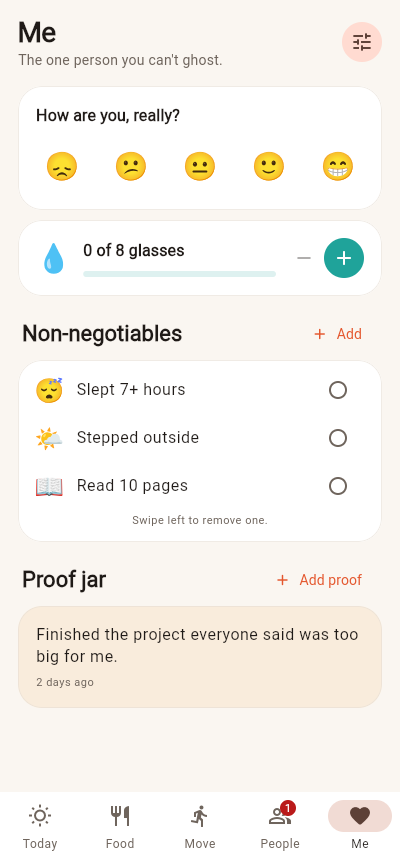 Me
The one person you can't ghost.
How are you, really?
0 of 8 glasses
Non-negotiables
+ Add
Slept 7+ hours
Stepped outside
Read 10 pages
Swipe left to remove one.
Proof jar
+ Add proof
Finished the project everyone said was too
big for me.
2 days ago
1
Today Food Move People Me